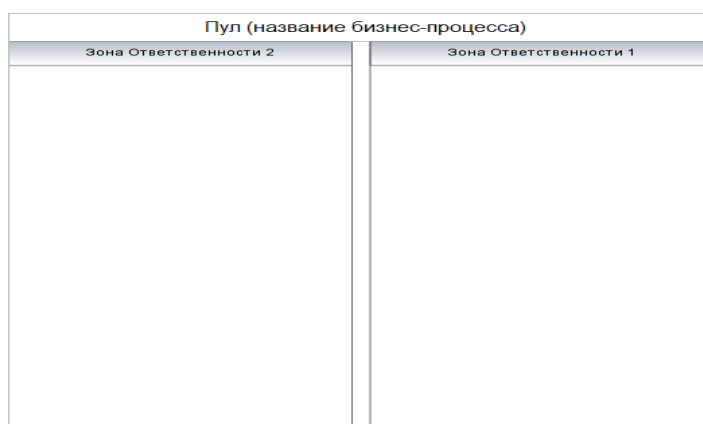 Пул (название бизнес-процесса)
Зона Ответственности 2
Зона Ответственности 1